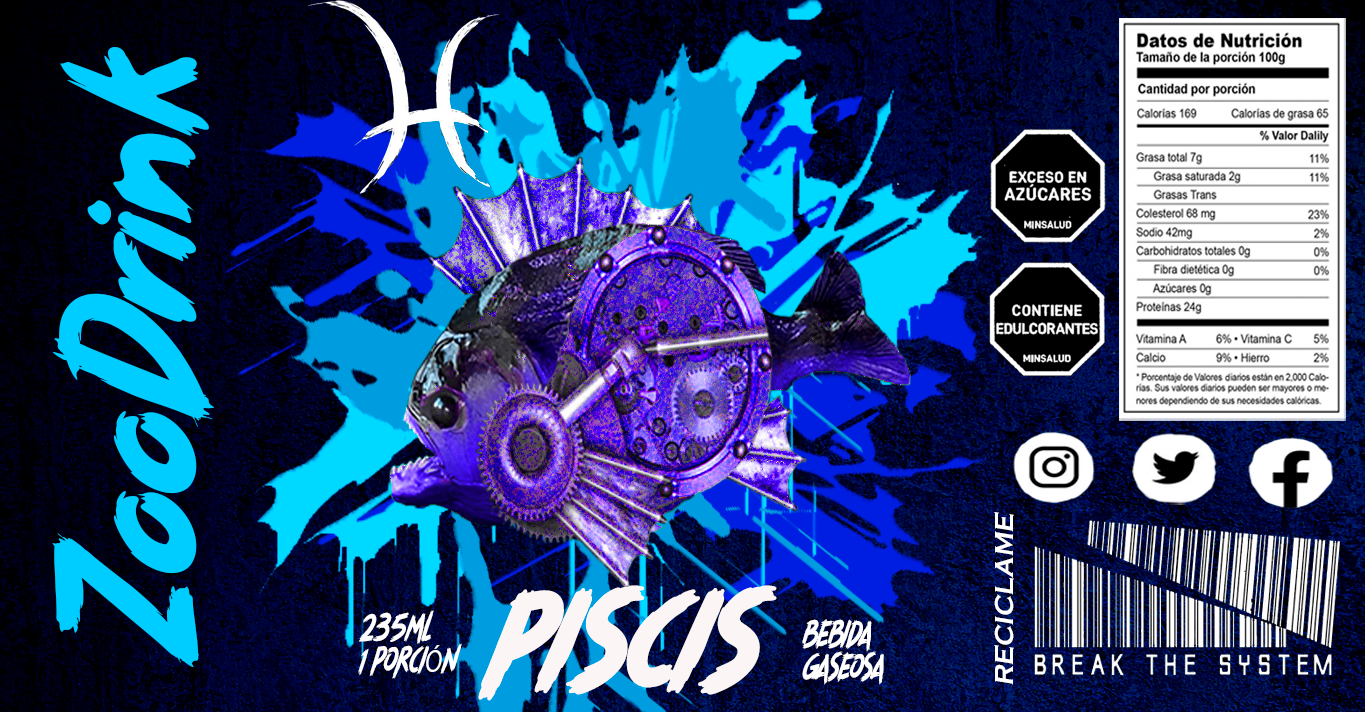 ZooDrink
235ML
1 PORCIÓN
PISCIS
BEBIDA
GASEOSA
EXCESO EN
AZÚCARES
MINSALUD
CONTIENE
EDULCORANTES
MINSALUD
Datos de Nutrición
Tamaño de la porción 100g
Cantidad por porción
Calorías 169 Calorías de grasa 65
% Valor Dalily
Grasa total 7g 11%
Grasa saturada 2g 11%
Grasas Trans
Colesterol 68 mg 23%
Sodio 42mg 2%
Carbohidratos totales 0g 0%
Fibra dietética 0g 0%
Azúcares 0g
Proteínas 24g
Vitamina A 6% • Vitamina C 5%
Calcio 9% • Hierro 2%
* Porcentaje de Valores diarios están en 2,000 Calo-
rías. Sus valores diarios pueden ser mayores o me-
nores dependiendo de sus necesidades calóricas.
RECICLAME
BREAK THE SYSTEM